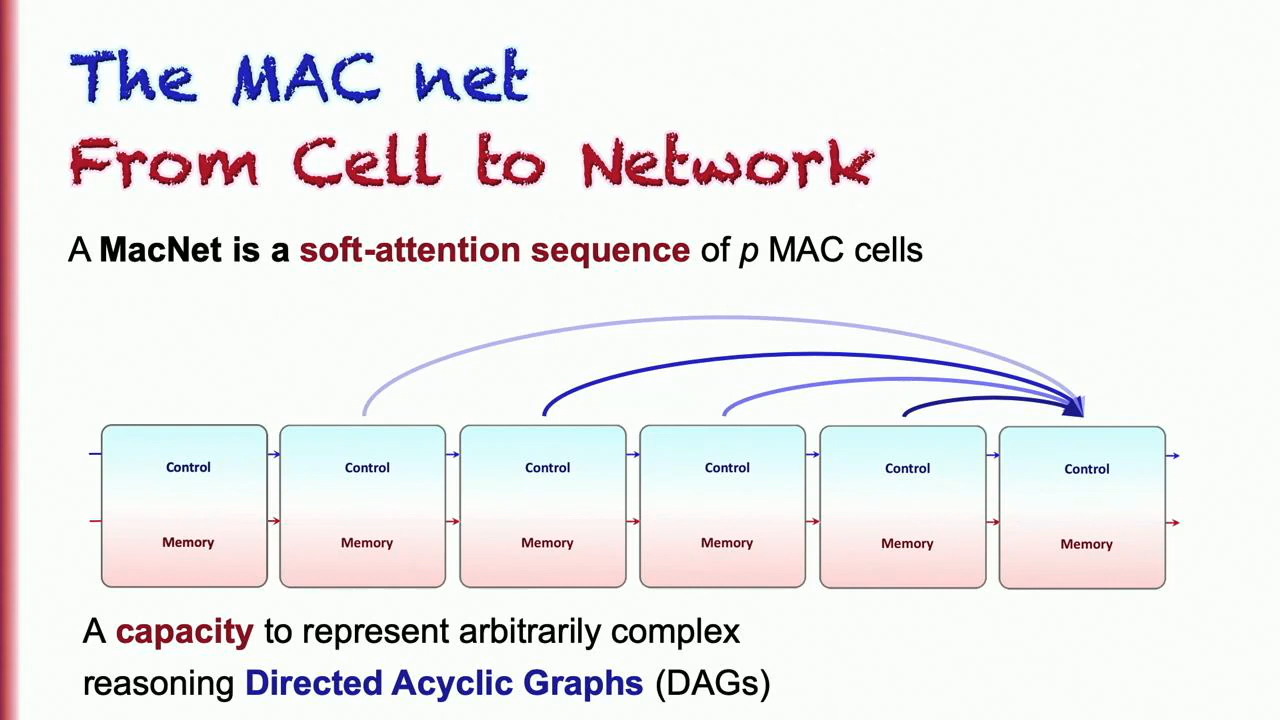 The MAC net
From Cell to Network
A MacNet is a soft-attention sequence of p MAC cells
Control Control Control Control Control Control
Memory Memory Memory Memory Memory Memory
A capacity to represent arbitrarily complex
reasoning Directed Acyclic Graphs (DAGs)